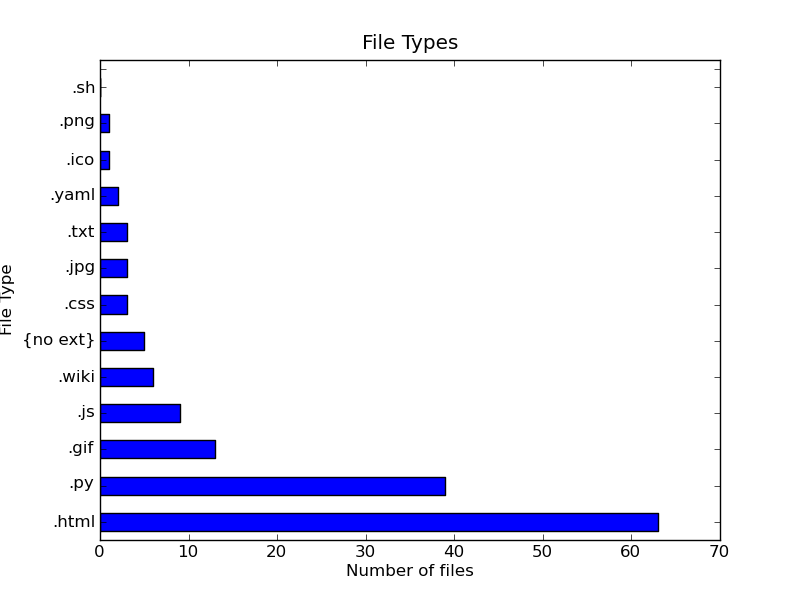 File Types
.sh
.png
.ico
.yaml
.txt
.jpg
.css
{no ext}
.wiki
.js
.gif
.py
.html
File Type
0 10 20 30 40 50 60 70
Number of files